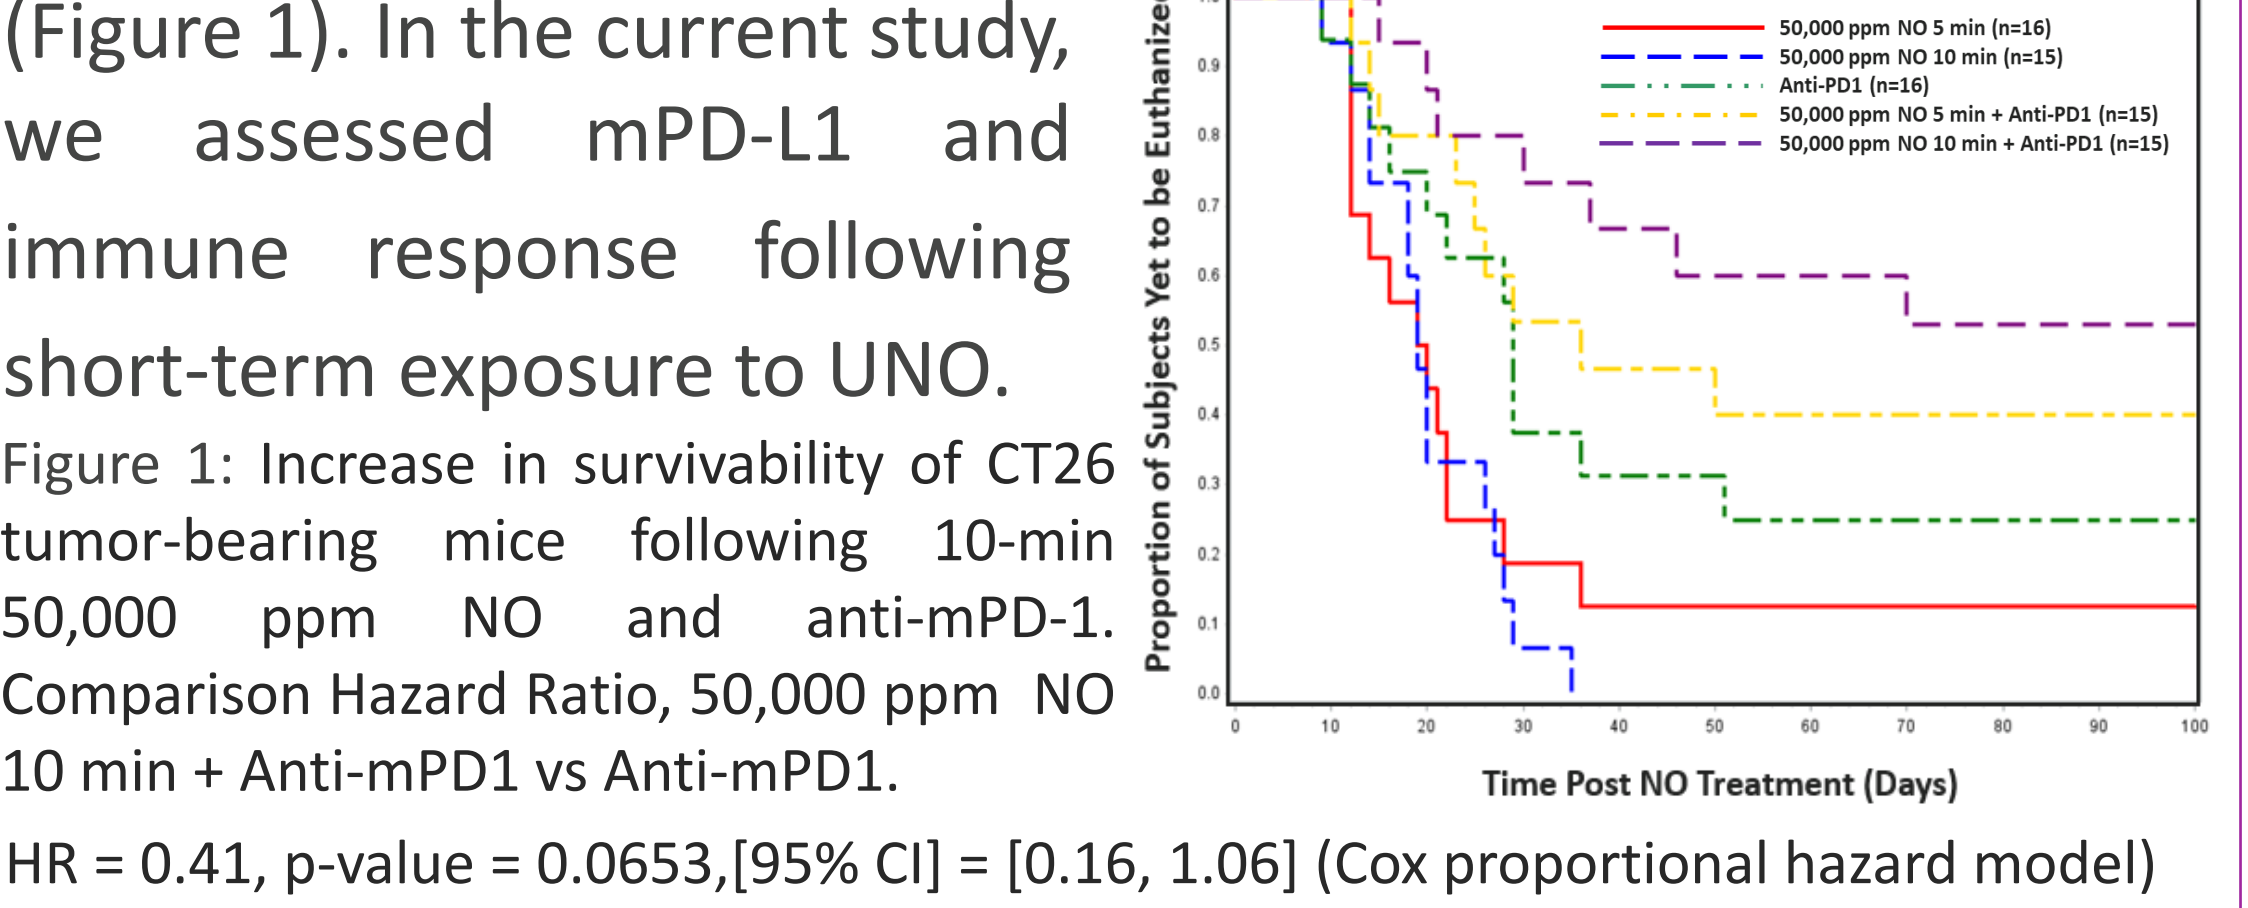 (Figure 1). In the current study,
we assessed mPD-L1 and
immune response following
short-term exposure to UNO.
Figure 1: Increase in survivability of CT26
tumor-bearing mice following 10-min
50,000 ppm NO and anti-mPD-1.
Comparison Hazard Ratio, 50,000 ppm NO
10 min + Anti-mPD1 vs Anti-mPD1.
HR = 0.41, p-value = 0.0653,[95% CI] = [0.16, 1.06] (Cox proportional hazard model)
Proportion of Subjects Yet to be Euthanized
0.9
0.8
0.7
0.6
0.5
0.4
0.3
0.2
0.1
0.0
0 10 20 30 40 50 60 70 80 90 100
Time Post NO Treatment (Days)
50,000 ppm NO 5 min (n=16)
50,000 ppm NO 10 min (n=15)
Anti-PD1 (n=16)
50,000 ppm NO 5 min + Anti-PD1 (n=15)
50,000 ppm NO 10 min + Anti-PD1 (n=15)